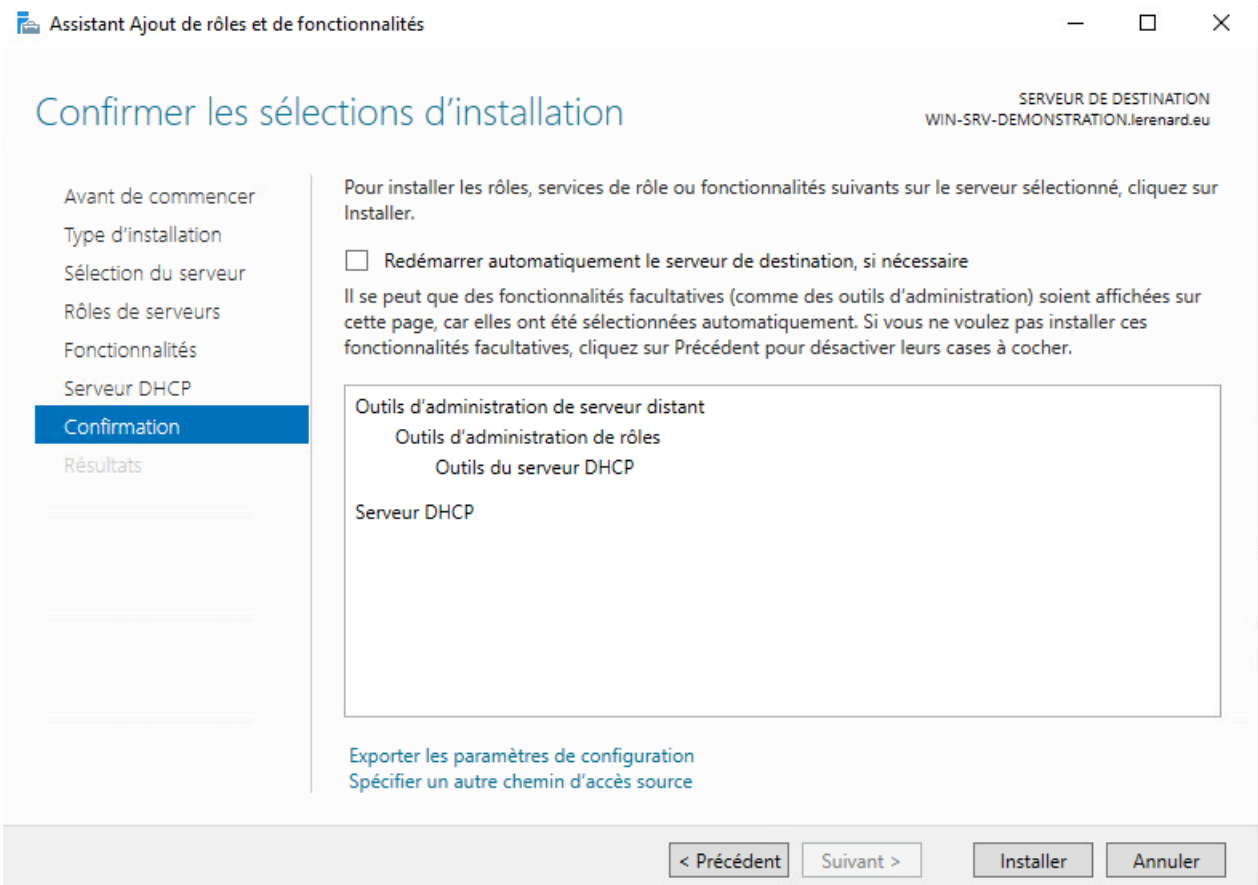 Assistant Ajout de rôles et de fonctionnalités
Confirmer les sélections d’installation
SERVEUR DE DESTINATION
WIN-SRV-DEMONSTRATION.lerenard.eu
Avant de commencer
Type d'installation
Sélection du serveur
Rôles de serveurs
Fonctionnalités
Serveur DHCP
Confirmation
Résultats
Pour installer les rôles, services de rôle ou fonctionnalités suivants sur le serveur sélectionné, cliquez sur
Installer.
Redémarrer automatiquement le serveur de destination, si nécessaire
Il se peut que des fonctionnalités facultatives (comme des outils d’administration) soient affichées sur
cette page, car elles ont été sélectionnées automatiquement. Si vous ne voulez pas installer ces
fonctionnalités facultatives, cliquez sur Précédent pour désactiver leurs cases à cocher.
Outils d’administration de serveur distant
Outils d’administration de rôles
Outils du serveur DHCP
Serveur DHCP
Exporter les paramètres de configuration
Spécifier un autre chemin d’accès source
< Précédent
Suivant >
Installer
Annuler